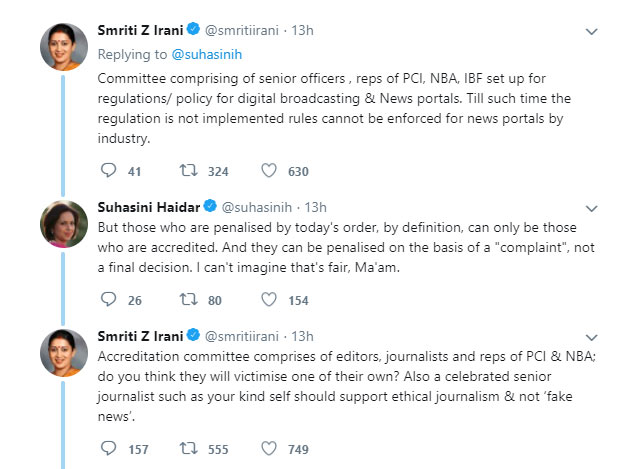 Smriti Z Irani @smritiirani · 13h
Replying to @suhasinih
Committee comprising of senior officers , reps of PCI, NBA, IBF set up for
regulations/ policy for digital broadcasting & News portals. Till such time the
regulation is not implemented rules cannot be enforced for news portals by
industry.
41 324 630
Suhasini Haidar @suhasinih · 13h
But those who are penalised by today's order, by definition, can only be those
who are accredited. And they can be penalised on the basis of a "complaint", not
a final decision. I can't imagine that's fair, Ma'am.
26 80 154
Smriti Z Irani @smritiirani · 13h
Accreditation committee comprises of editors, journalists and reps of PCI & NBA;
do you think they will victimise one of their own? Also a celebrated senior
journalist such as your kind self should support ethical journalism & not ‘fake
news’.
157 555 749